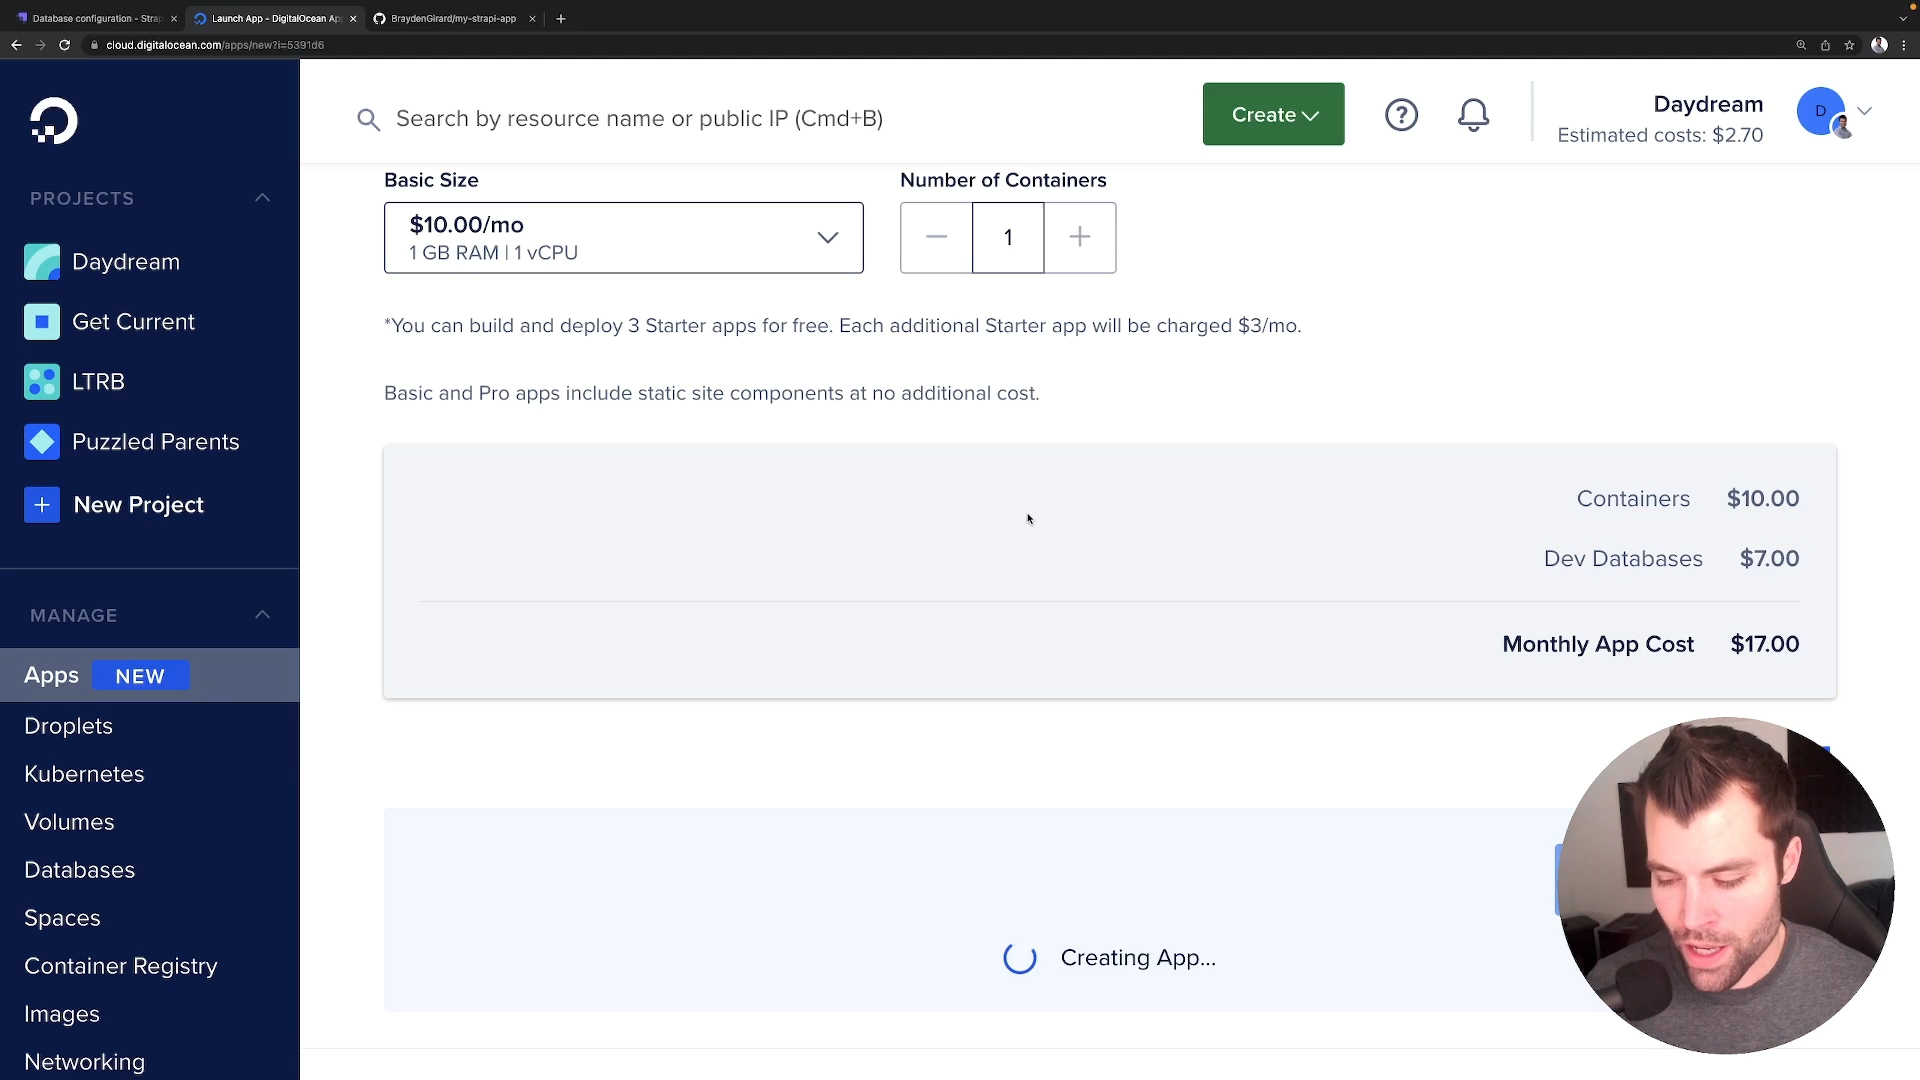 Database configuration - Strap
Launch App - DigitalOcean Ap
BraydenGirard/my-strapi-app
cloud.digitalocean.com/apps/new?i=5391d6
Search by resource name or public IP (Cmd+B)
Create
Daydream
Estimated costs: $2.70
D
PROJECTS
Daydream
Get Current
LTRB
Puzzled Parents
New Project
MANAGE
Apps NEW
Droplets
Kubernetes
Volumes
Databases
Spaces
Container Registry
Images
Networking
Basic Size
$10.00/mo
1 GB RAM | 1 vCPU
Number of Containers
1
*You can build and deploy 3 Starter apps for free. Each additional Starter app will be charged $3/mo.
Basic and Pro apps include static site components at no additional cost.
Containers $10.00
Dev Databases $7.00
Monthly App Cost $17.00
Creating App...